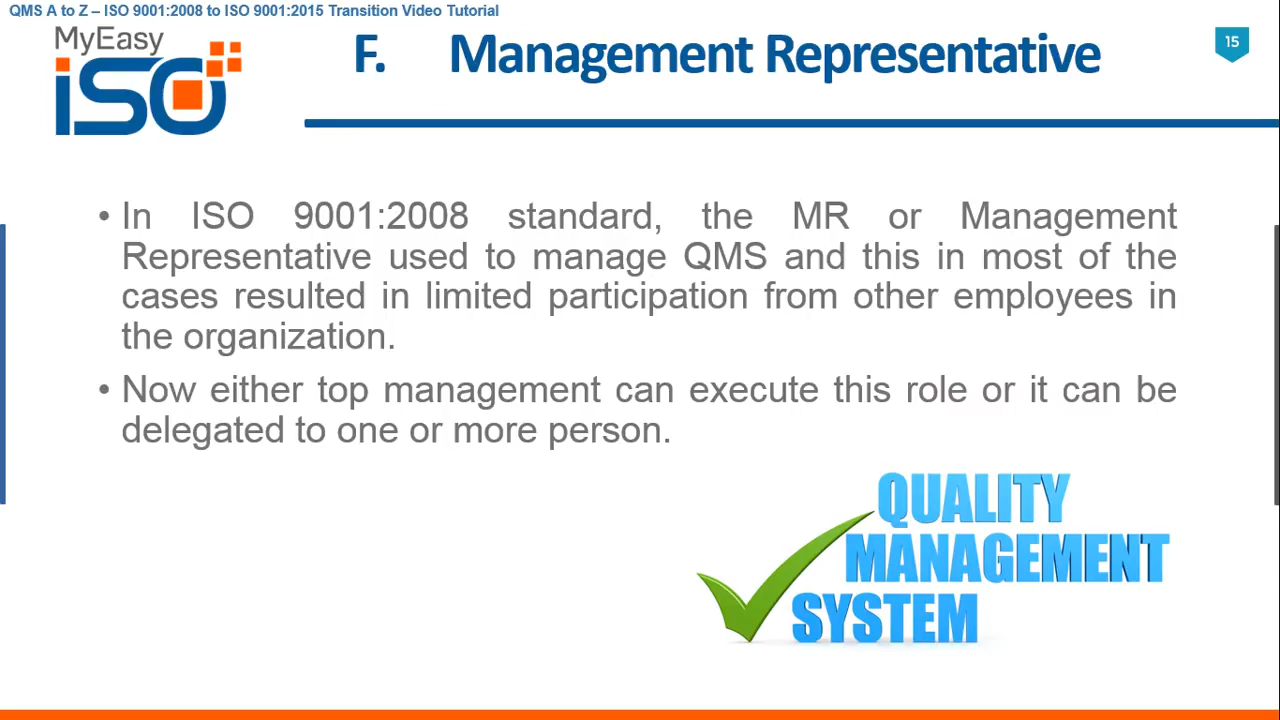 QMS A to Z – ISO 9001:2008 to ISO 9001:2015 Transition Video Tutorial
MyEasy
iSO
F. Management Representative
15
• In ISO 9001:2008 standard, the MR or Management
Representative used to manage QMS and this in most of the
cases resulted in limited participation from other employees in
the organization.
• Now either top management can execute this role or it can be
delegated to one or more person.
QUALITY
MANAGEMENT
SYSTEM